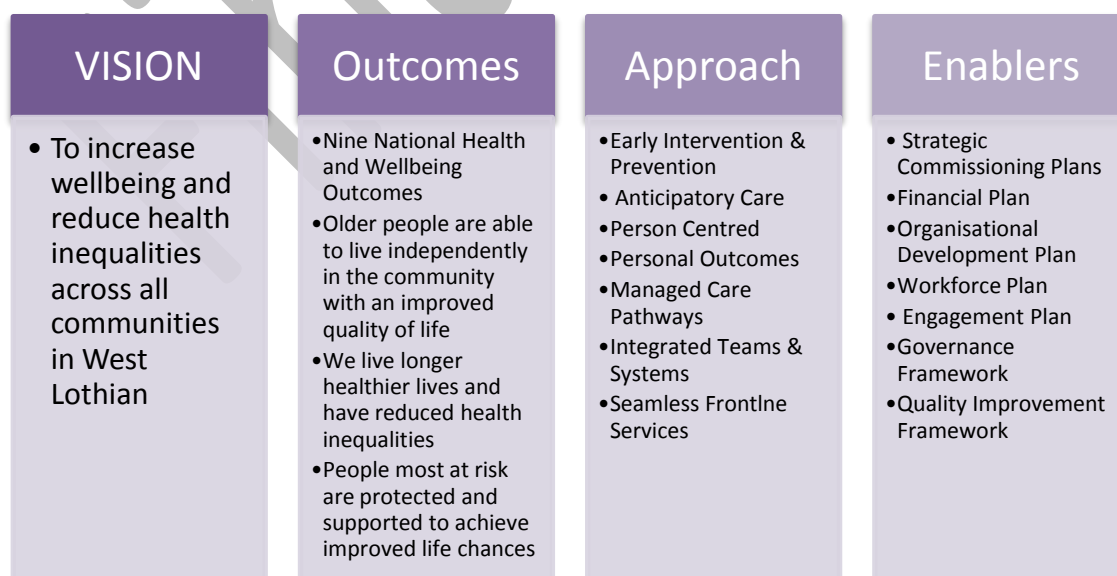 VISION
• To increase
wellbeing and
reduce health
inequalities
across all
communities
in West
Lothian
Outcomes
•Nine National Health
and Wellbeing
Outcomes
•Older people are able
to live independently
in the community
with an improved
quality of life
•We live longer
healthier lives and
have reduced health
inequalities
•People most at risk
are protected and
supported to achieve
improved life chances
Approach
•Early Intervention &
Prevention
• Anticipatory Care
•Person Centred
•Personal Outcomes
•Managed Care
Pathways
•Integrated Teams &
Systems
•Seamless Frontlne
Services
Enablers
• Strategic
Commissioning Plans
•Financial Plan
•Organisational
Development Plan
•Workforce Plan
• Engagement Plan
•Governance
Framework
•Quality Improvement
Framework